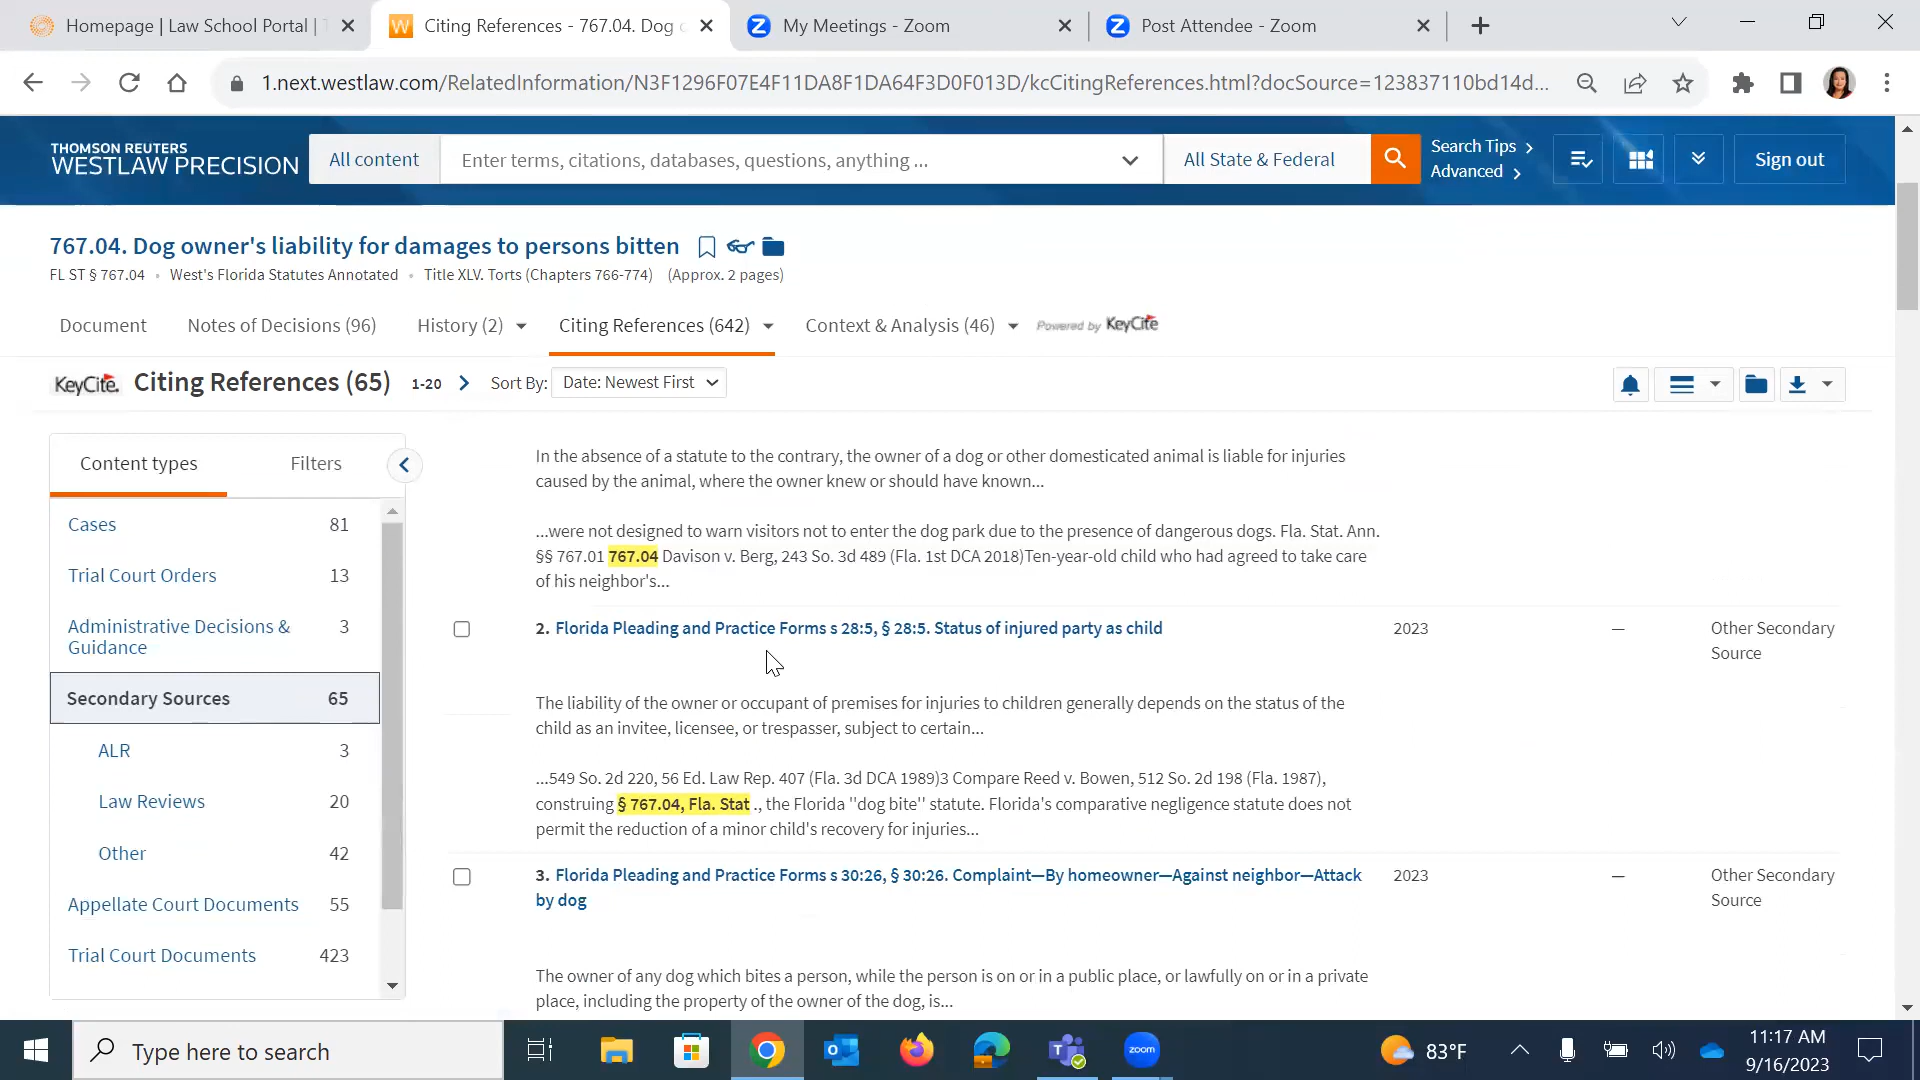 Homepage | Law School Portal |
Citing References - 767.04. Dog
My Meetings - Zoom
Post Attendee - Zoom
1.next.westlaw.com/RelatedInformation/N3F1296F07E4F11DA8F1DA64F3D0F013D/kcCitingReferences.html?docSource=123837110bd14d...
THOMSON REUTERS
WESTLAW PRECISION
All content
Enter terms, citations, databases, questions, anything ...
All State & Federal
Search Tips
Advanced
Sign out
767.04. Dog owner's liability for damages to persons bitten
FL ST § 767.04 • West's Florida Statutes Annotated • Title XLV. Torts (Chapters 766-774) (Approx. 2 pages)
Document Notes of Decisions (96) History (2) Citing References (642) Context & Analysis (46) Powered by KeyCite
KeyCite. Citing References (65) 1-20 Sort By: Date: Newest First
Content types Filters
Cases 81
Trial Court Orders 13
Administrative Decisions & 3
Guidance
Secondary Sources 65
ALR 3
Law Reviews 20
Other 42
Appellate Court Documents 55
Trial Court Documents 423
In the absence of a statute to the contrary, the owner of a dog or other domesticated animal is liable for injuries
caused by the animal, where the owner knew or should have known...
...were not designed to warn visitors not to enter the dog park due to the presence of dangerous dogs. Fla. Stat. Ann.
§§ 767.01 767.04 Davison v. Berg, 243 So. 3d 489 (Fla. 1st DCA 2018)Ten-year-old child who had agreed to take care
of his neighbor's...
2. Florida Pleading and Practice Forms s 28:5, § 28:5. Status of injured party as child 2023 — Other Secondary
Source
The liability of the owner or occupant of premises for injuries to children generally depends on the status of the
child as an invitee, licensee, or trespasser, subject to certain...
...549 So. 2d 220, 56 Ed. Law Rep. 407 (Fla. 3d DCA 1989)3 Compare Reed v. Bowen, 512 So. 2d 198 (Fla. 1987),
construing § 767.04, Fla. Stat ., the Florida "dog bite" statute. Florida's comparative negligence statute does not
permit the reduction of a minor child's recovery for injuries...
3. Florida Pleading and Practice Forms s 30:26, § 30:26. Complaint—By homeowner—Against neighbor—Attack 2023 — Other Secondary
by dog Source
The owner of any dog which bites a person, while the person is on or in a public place, or lawfully on or in a private
place, including the property of the owner of the dog, is...
Type here to search
zoom
83°F
11:17 AM
9/16/2023